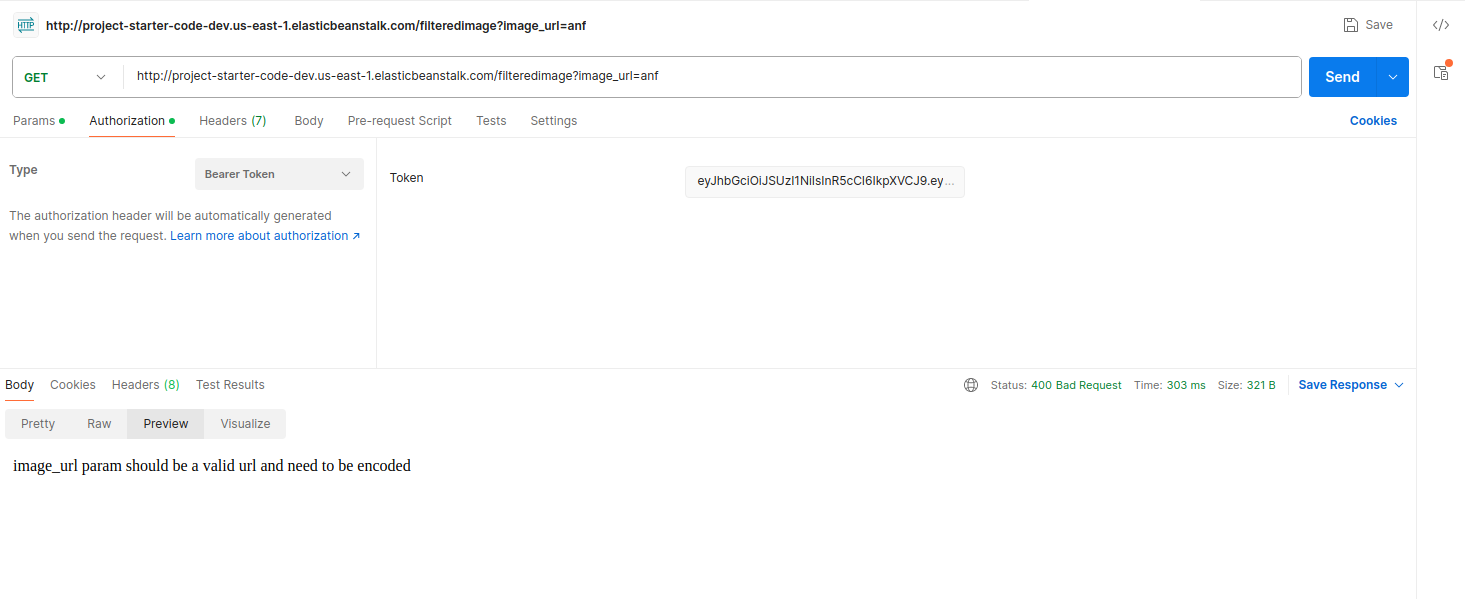 HTTP http://project-starter-code-dev.us-east-1.elasticbeanstalk.com/filteredimage?image_url=anf Save </>
GET http://project-starter-code-dev.us-east-1.elasticbeanstalk.com/filteredimage?image_url=anf Send
Params Authorization Headers (7) Body Pre-request Script Tests Settings Cookies
Type Bearer Token Token eyJhbGciOiJSUzI1NiIsInR5cCI6IkpXVCJ9.ey...
The authorization header will be automatically generated
when you send the request. Learn more about authorization ↗
Body Cookies Headers (8) Test Results Status: 400 Bad Request Time: 303 ms Size: 321 B Save Response
Pretty Raw Preview Visualize
image_url param should be a valid url and need to be encoded